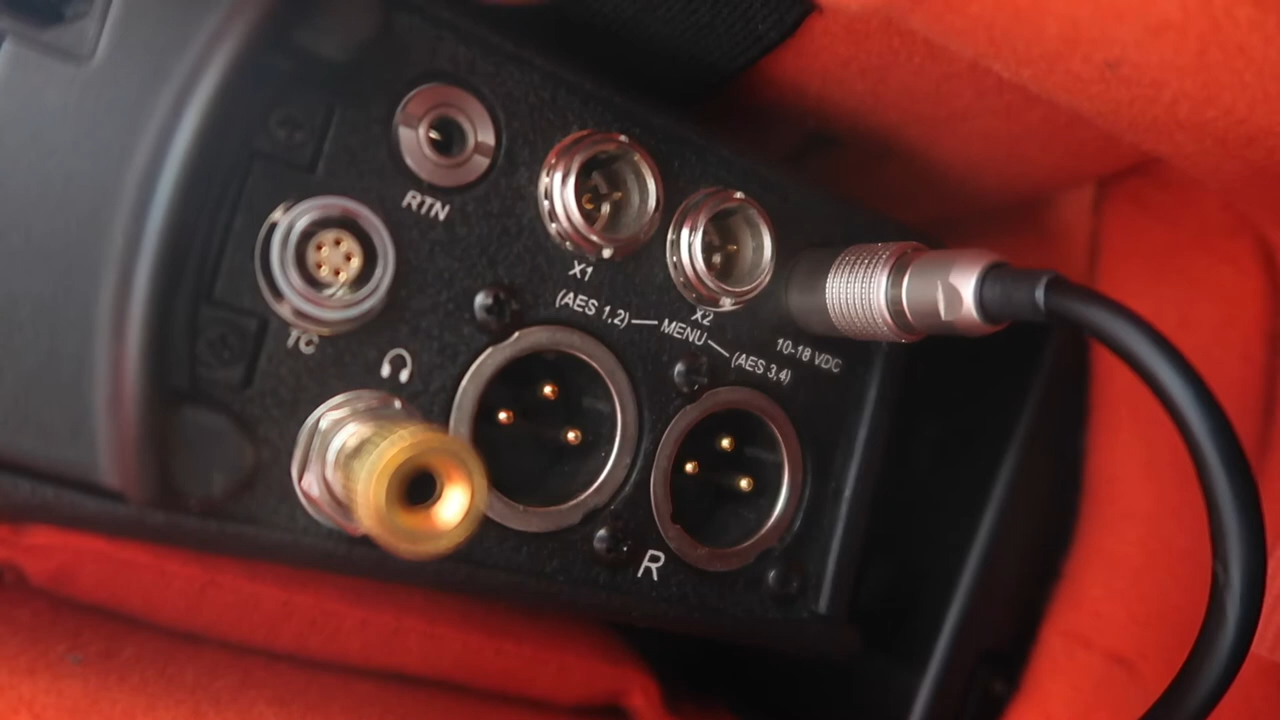 RTN
X1
X2
(AES 1,2) — MENU — (AES 3,4)
10-18 VDC
TC
R